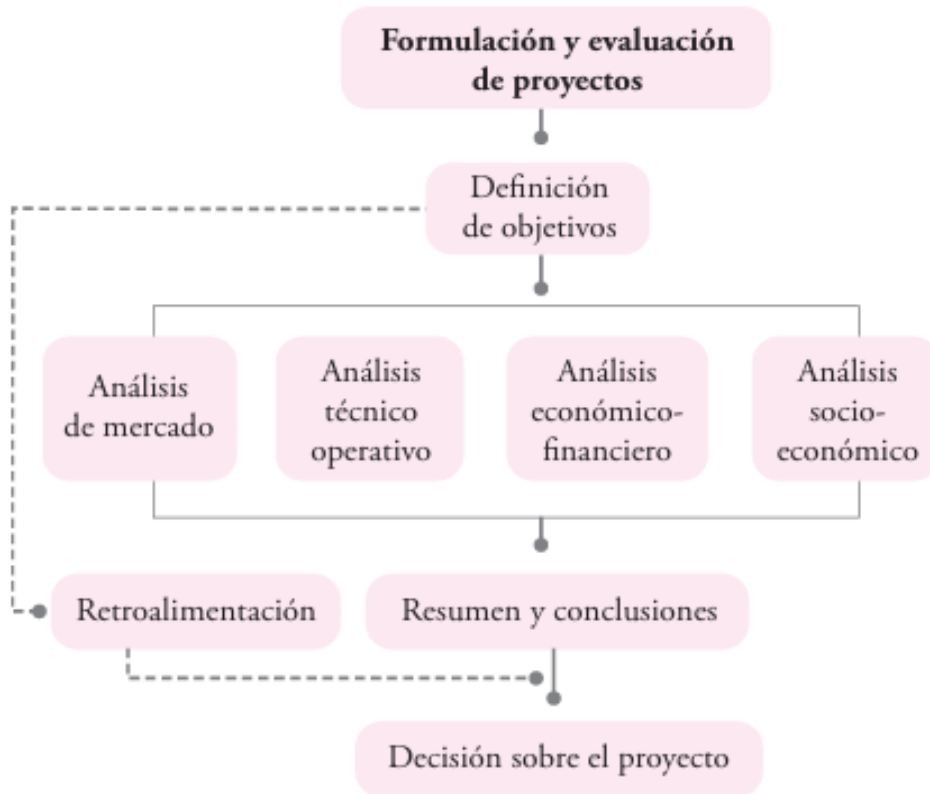 Formulación y evaluación
de proyectos
Definición
de objetivos
Análisis
de mercado
Análisis
técnico
operativo
Análisis
económico-
financiero
Análisis
socio-
económico
Retroalimentación
Resumen y conclusiones
Decisión sobre el proyecto